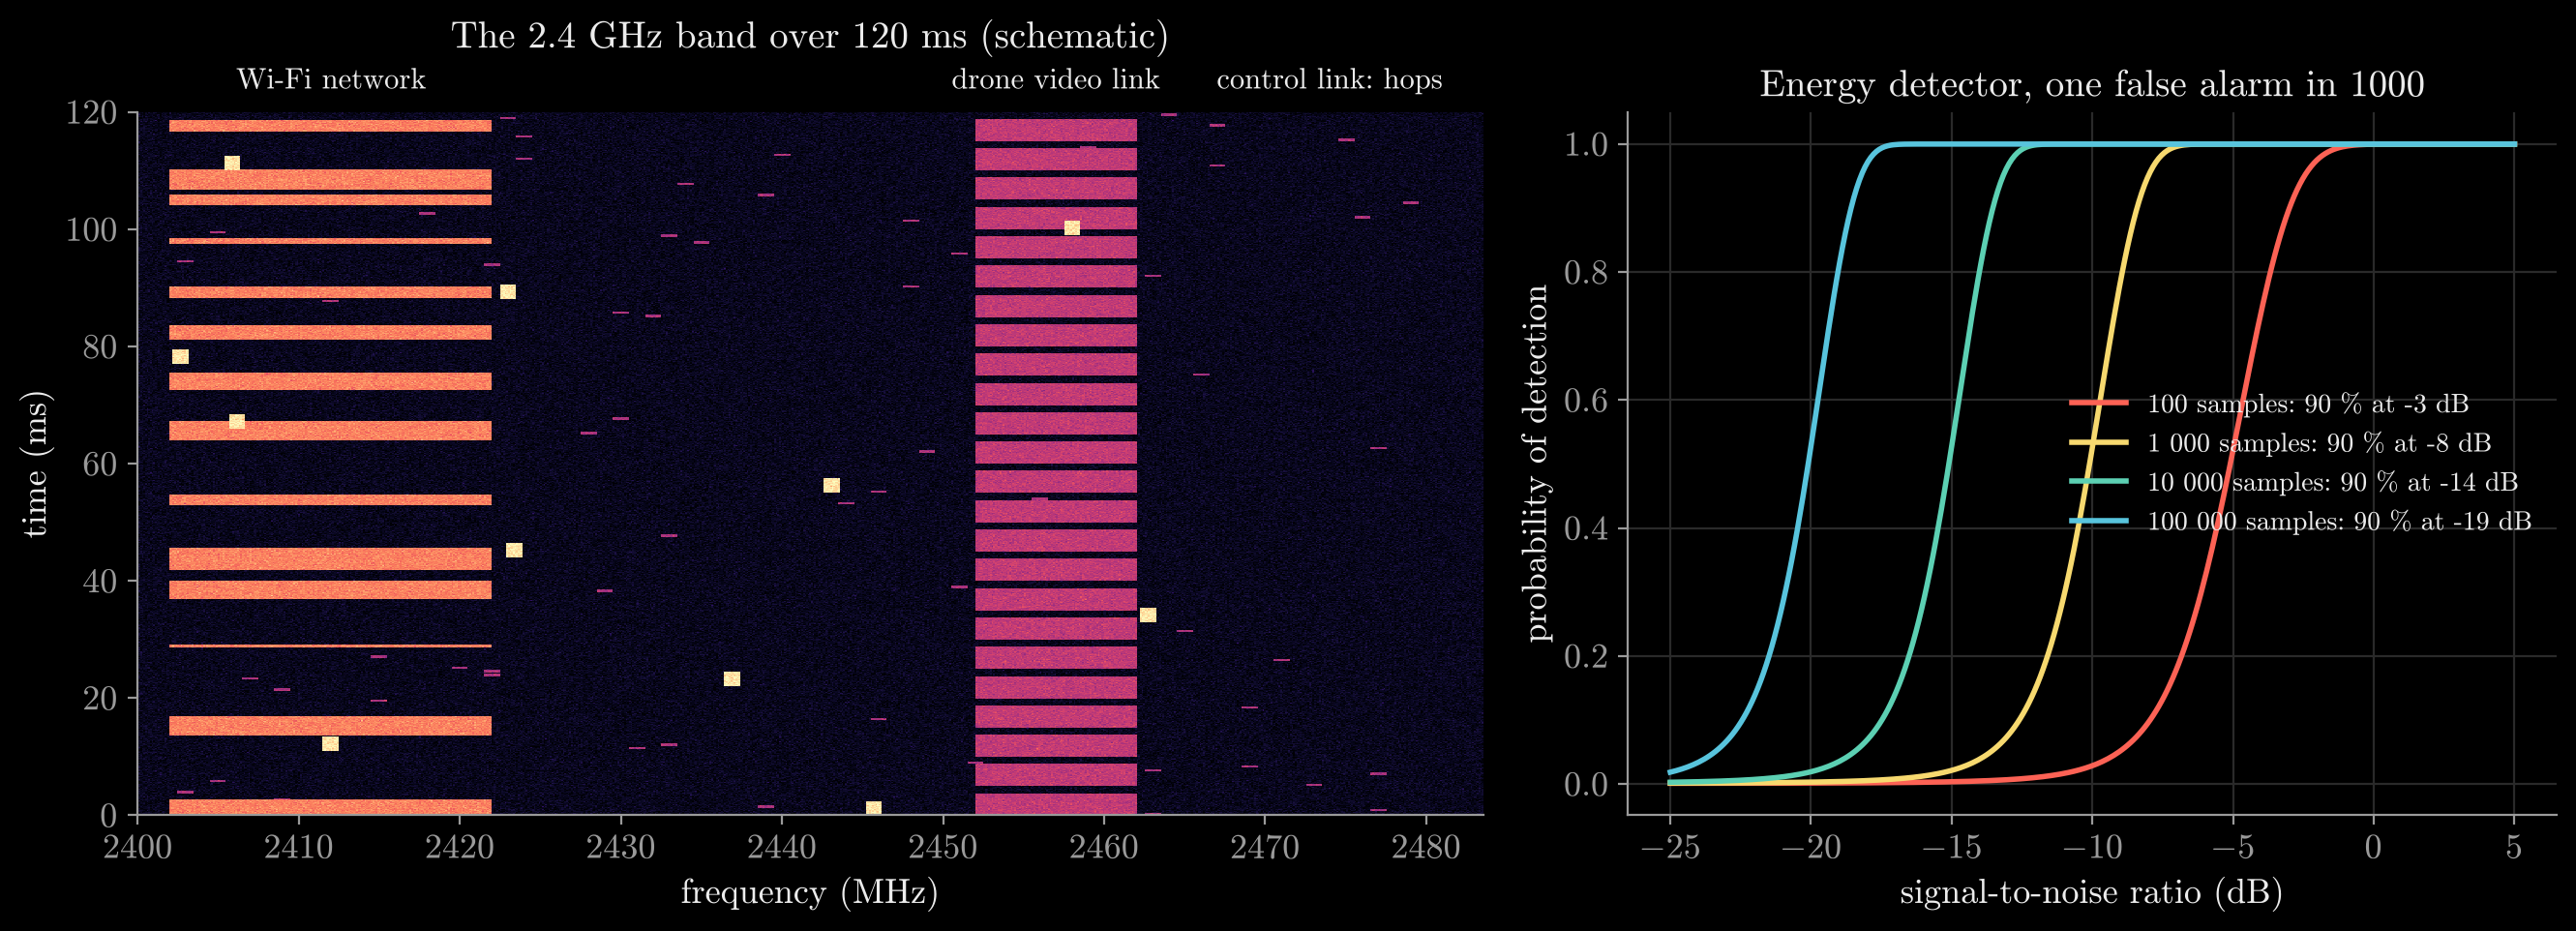 The 2.4 GHz band over 120 ms (schematic)
Wi-Fi network
drone video link
control link: hops
120
100
80
60
40
20
0
time (ms)
2400
2410
2420
2430
2440
2450
2460
2470
2480
frequency (MHz)
Energy detector, one false alarm in 1000
1.0
0.8
0.6
0.4
0.2
0.0
probability of detection
100 samples: 90 % at -3 dB
1 000 samples: 90 % at -8 dB
10 000 samples: 90 % at -14 dB
100 000 samples: 90 % at -19 dB
−25
−20
−15
−10
−5
0
5
signal-to-noise ratio (dB)